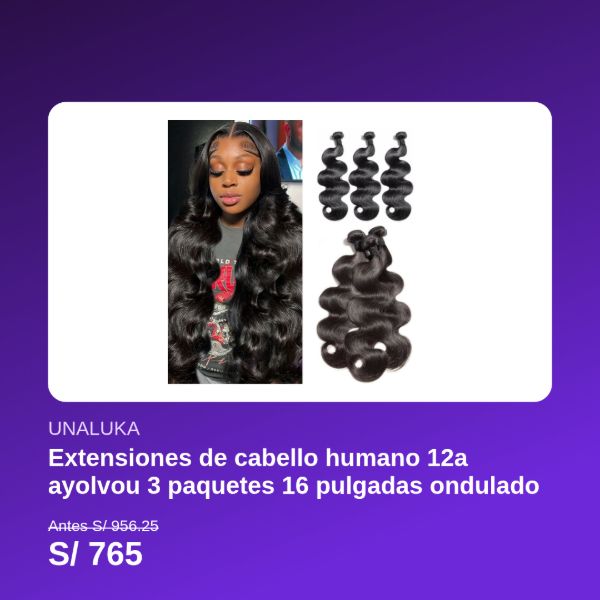 UNALUKA
Extensiones de cabello humano 12a
ayolvou 3 paquetes 16 pulgadas ondulado
Antes S/ 956.25
S/ 765